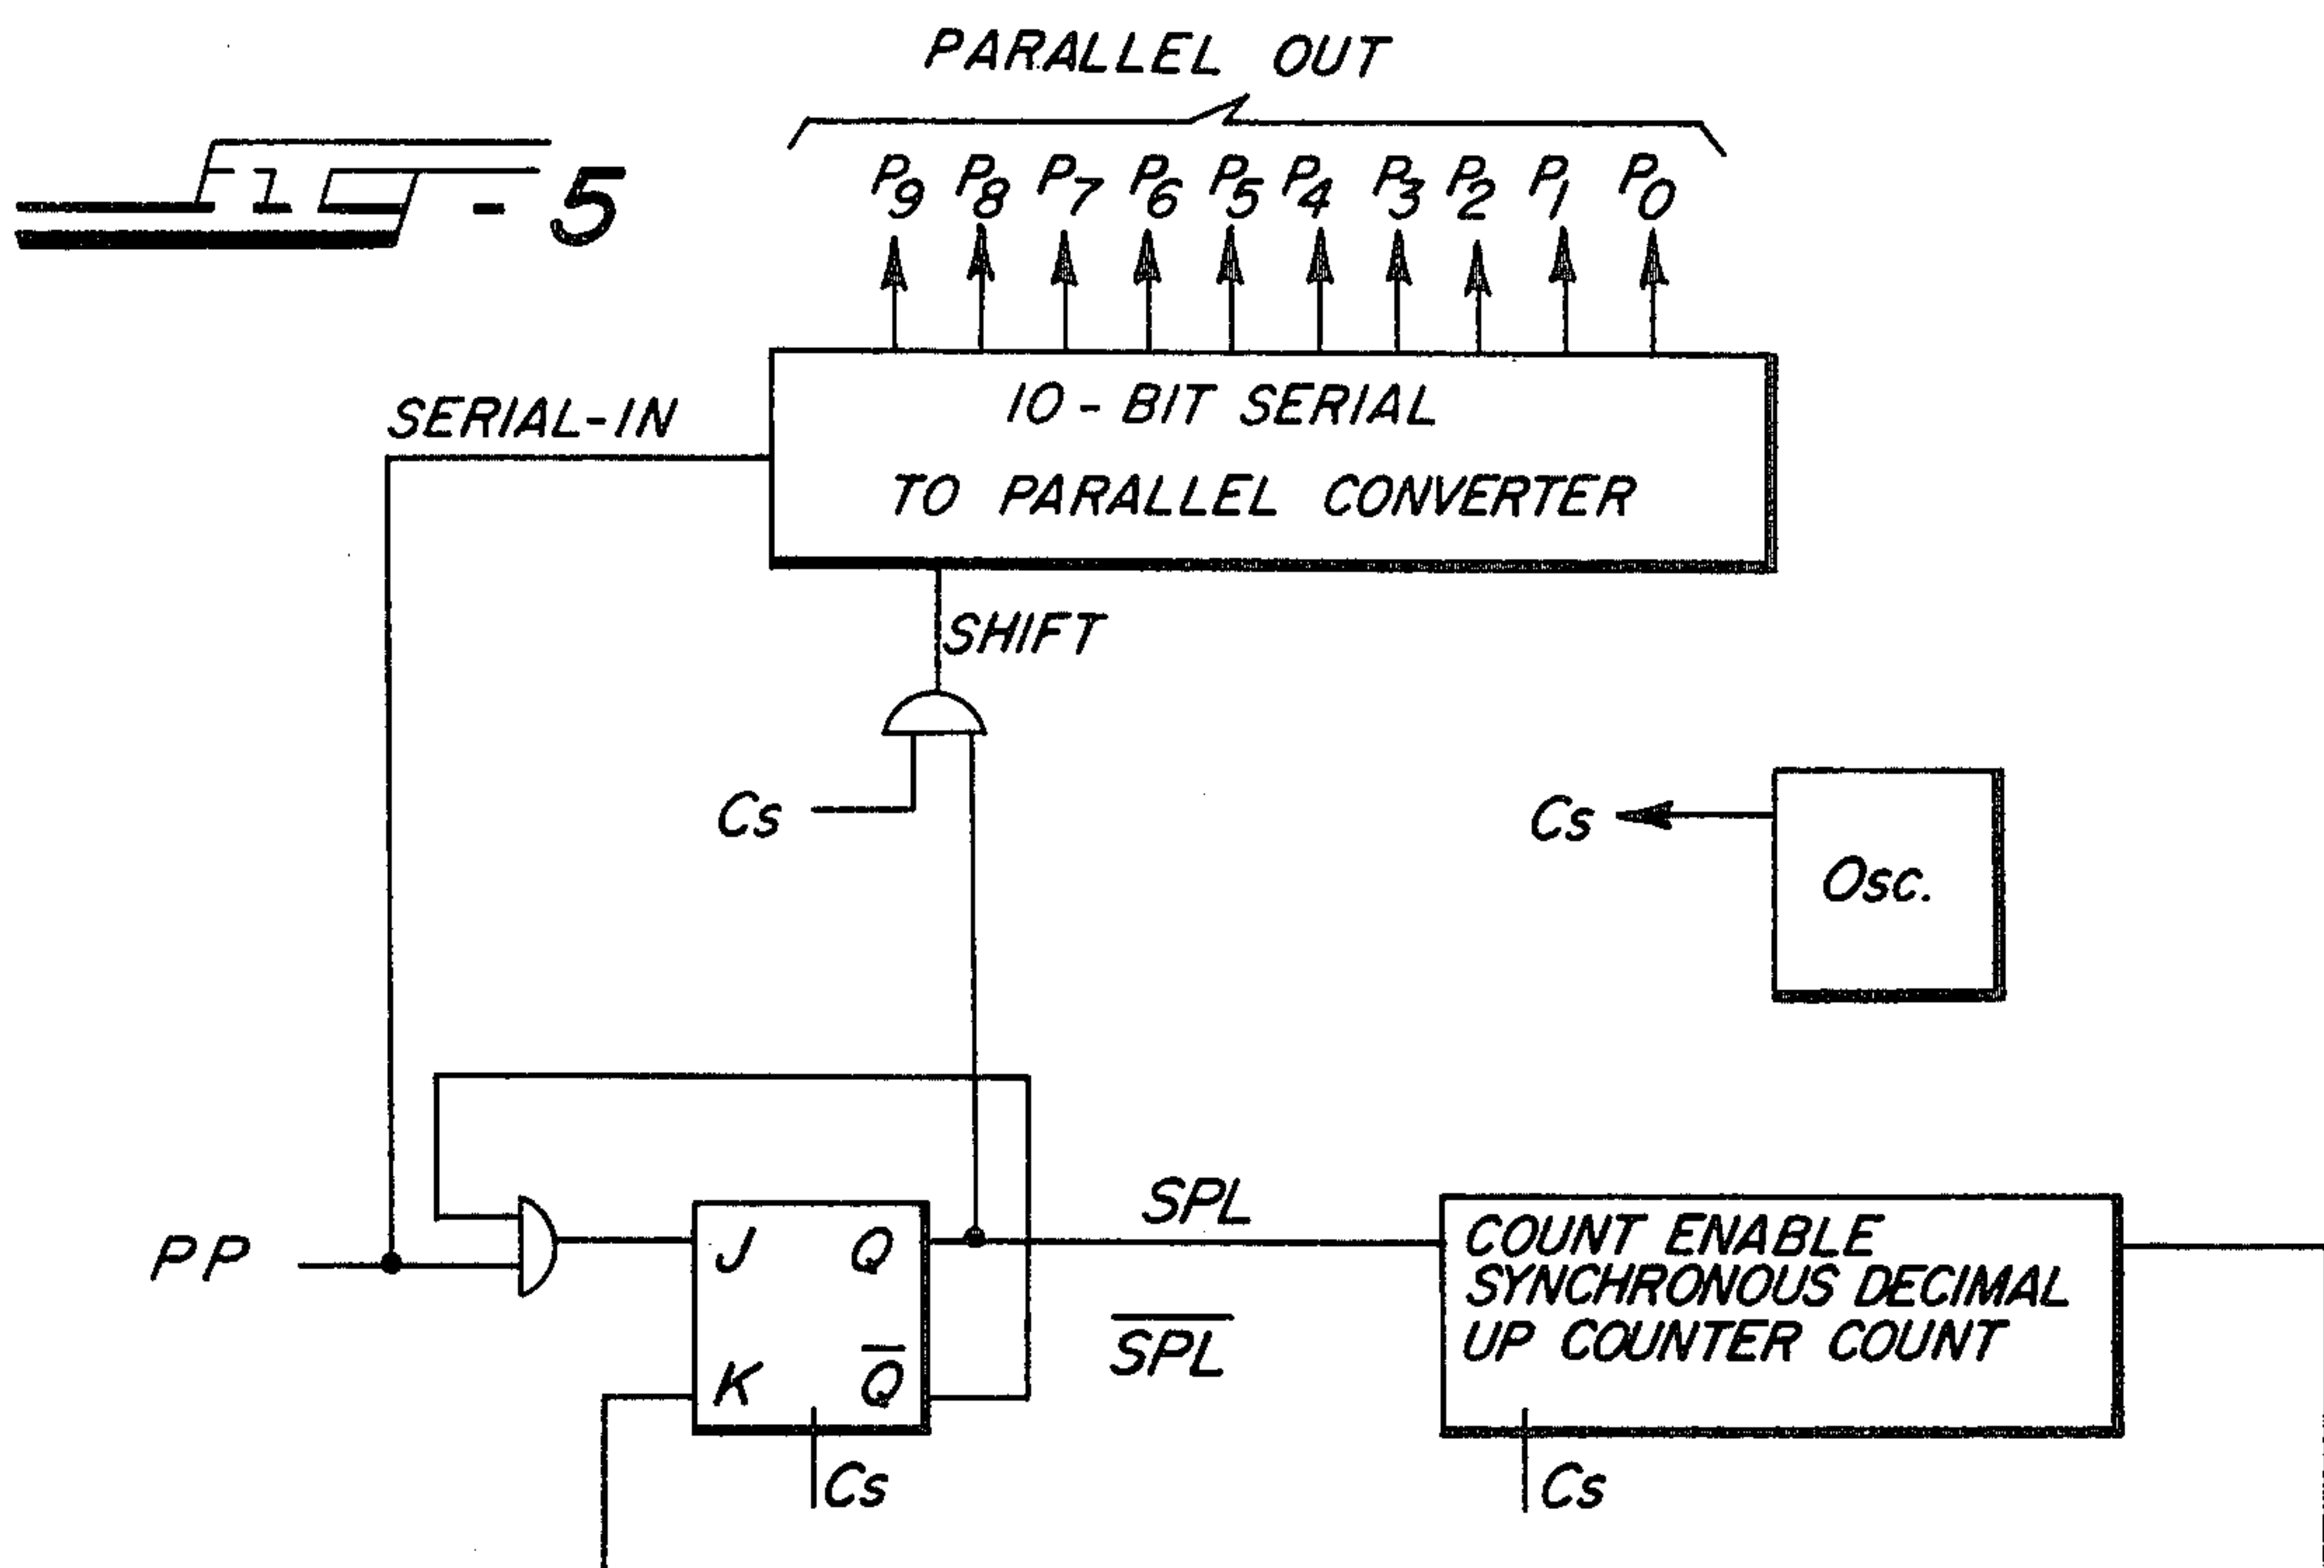 PARALLEL OUT
FIG - 5
P9 P8 P7 P6 P5 P4 P3 P2 P1 P0
SERIAL-IN
10-BIT SERIAL
TO PARALLEL CONVERTER
SHIFT
Cs
Cs
Osc.
PP
J Q
K Q̅
Cs
SPL
S̅P̅L̅
COUNT ENABLE
SYNCHRONOUS DECIMAL
UP COUNTER COUNT
Cs